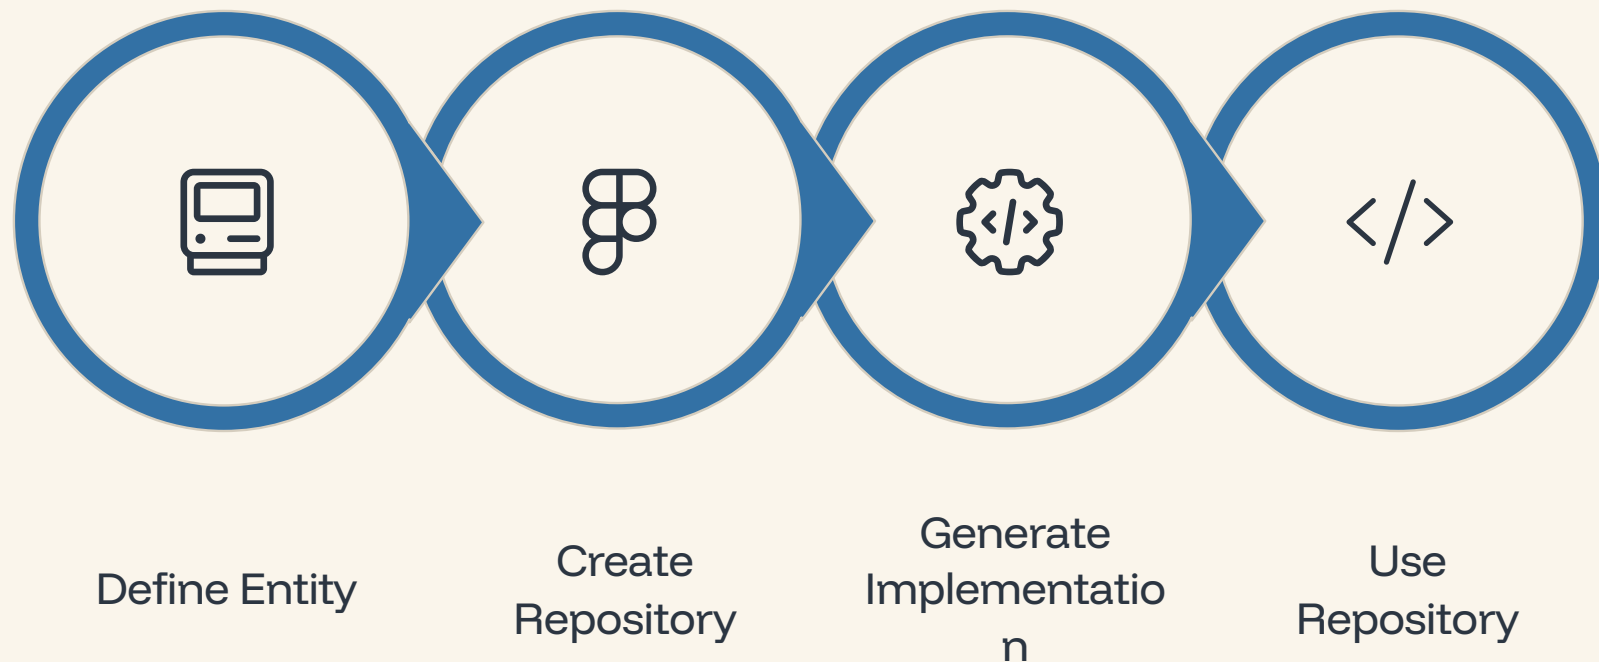 Define Entity
Create
Repository
Generate
Implementatio
n
Use
Repository